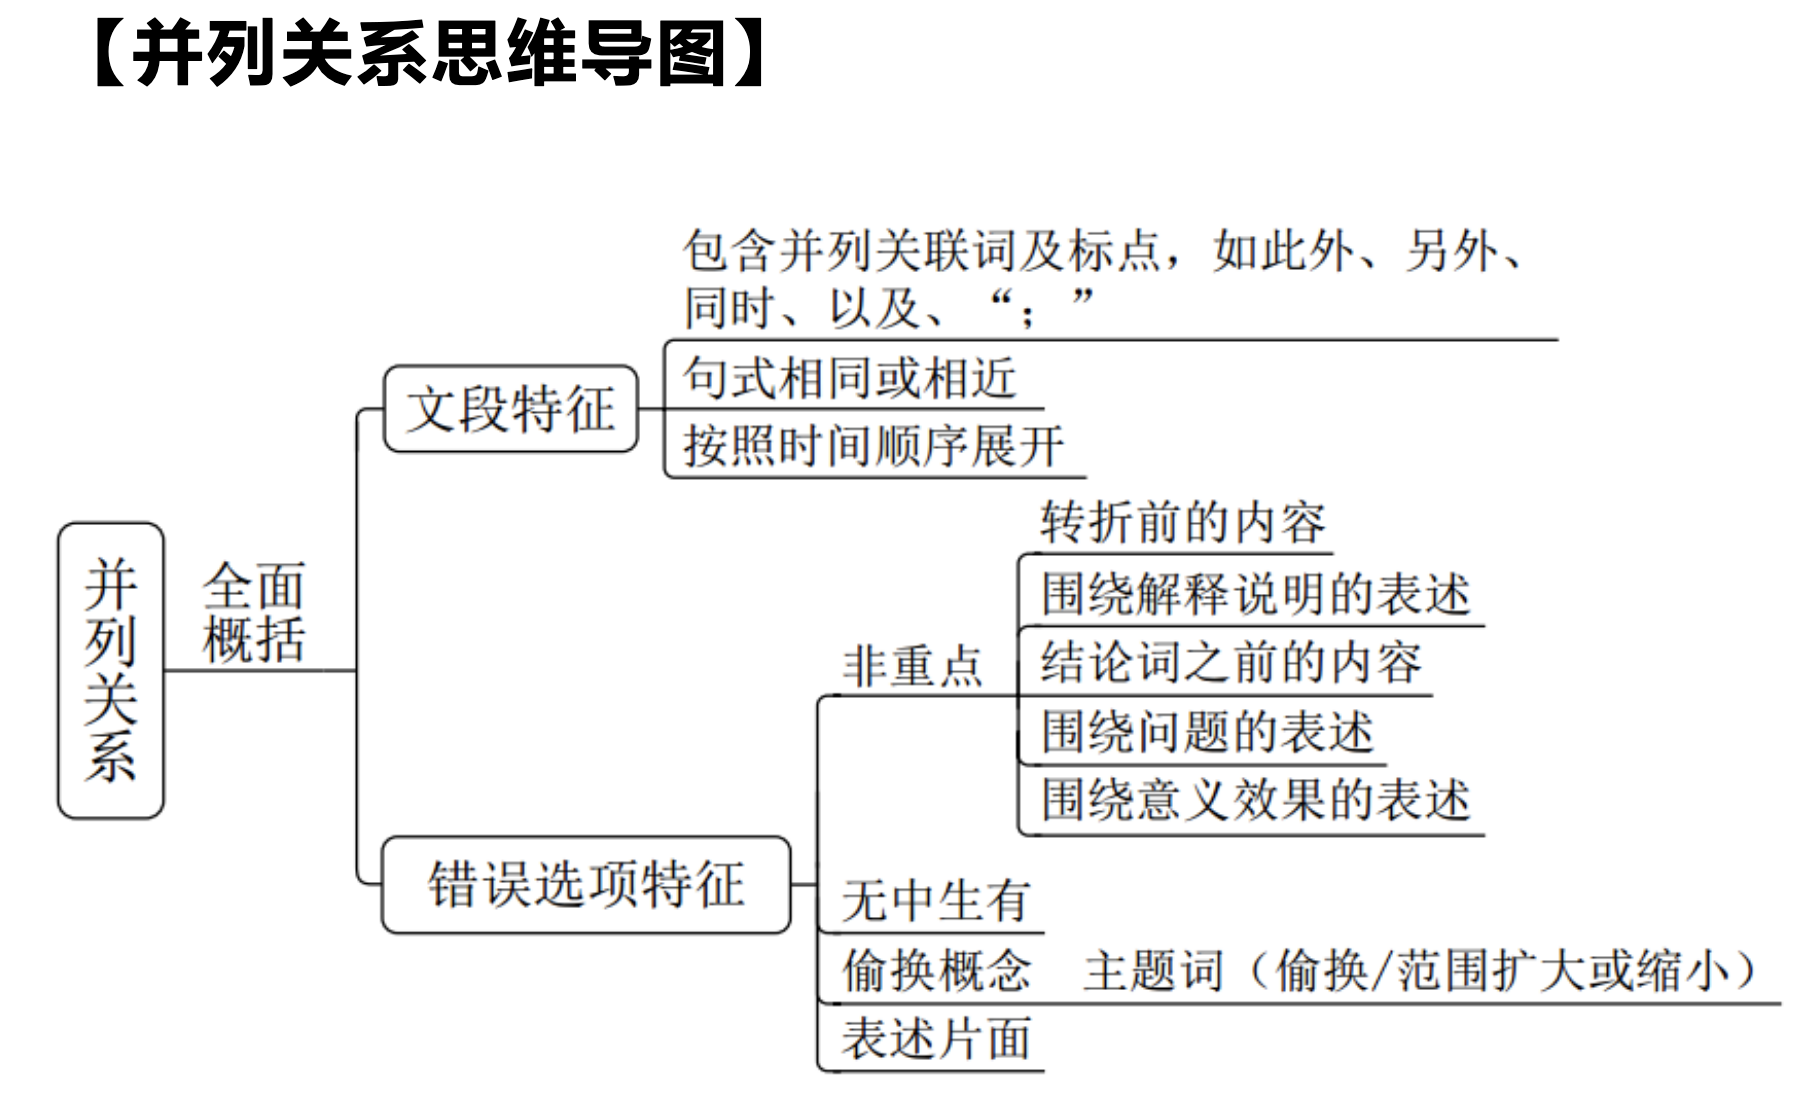 【并列关系思维导图】
包含并列关联词及标点，如此外、另外、
同时、以及、“；”
句式相同或相近
文段特征
按照时间顺序展开
转折前的内容
并列关系
全面
概括
围绕解释说明的表述
非重点
结论词之前的内容
围绕问题的表述
围绕意义效果的表述
错误选项特征
无中生有
偷换概念 主题词（偷换/范围扩大或缩小）
表述片面